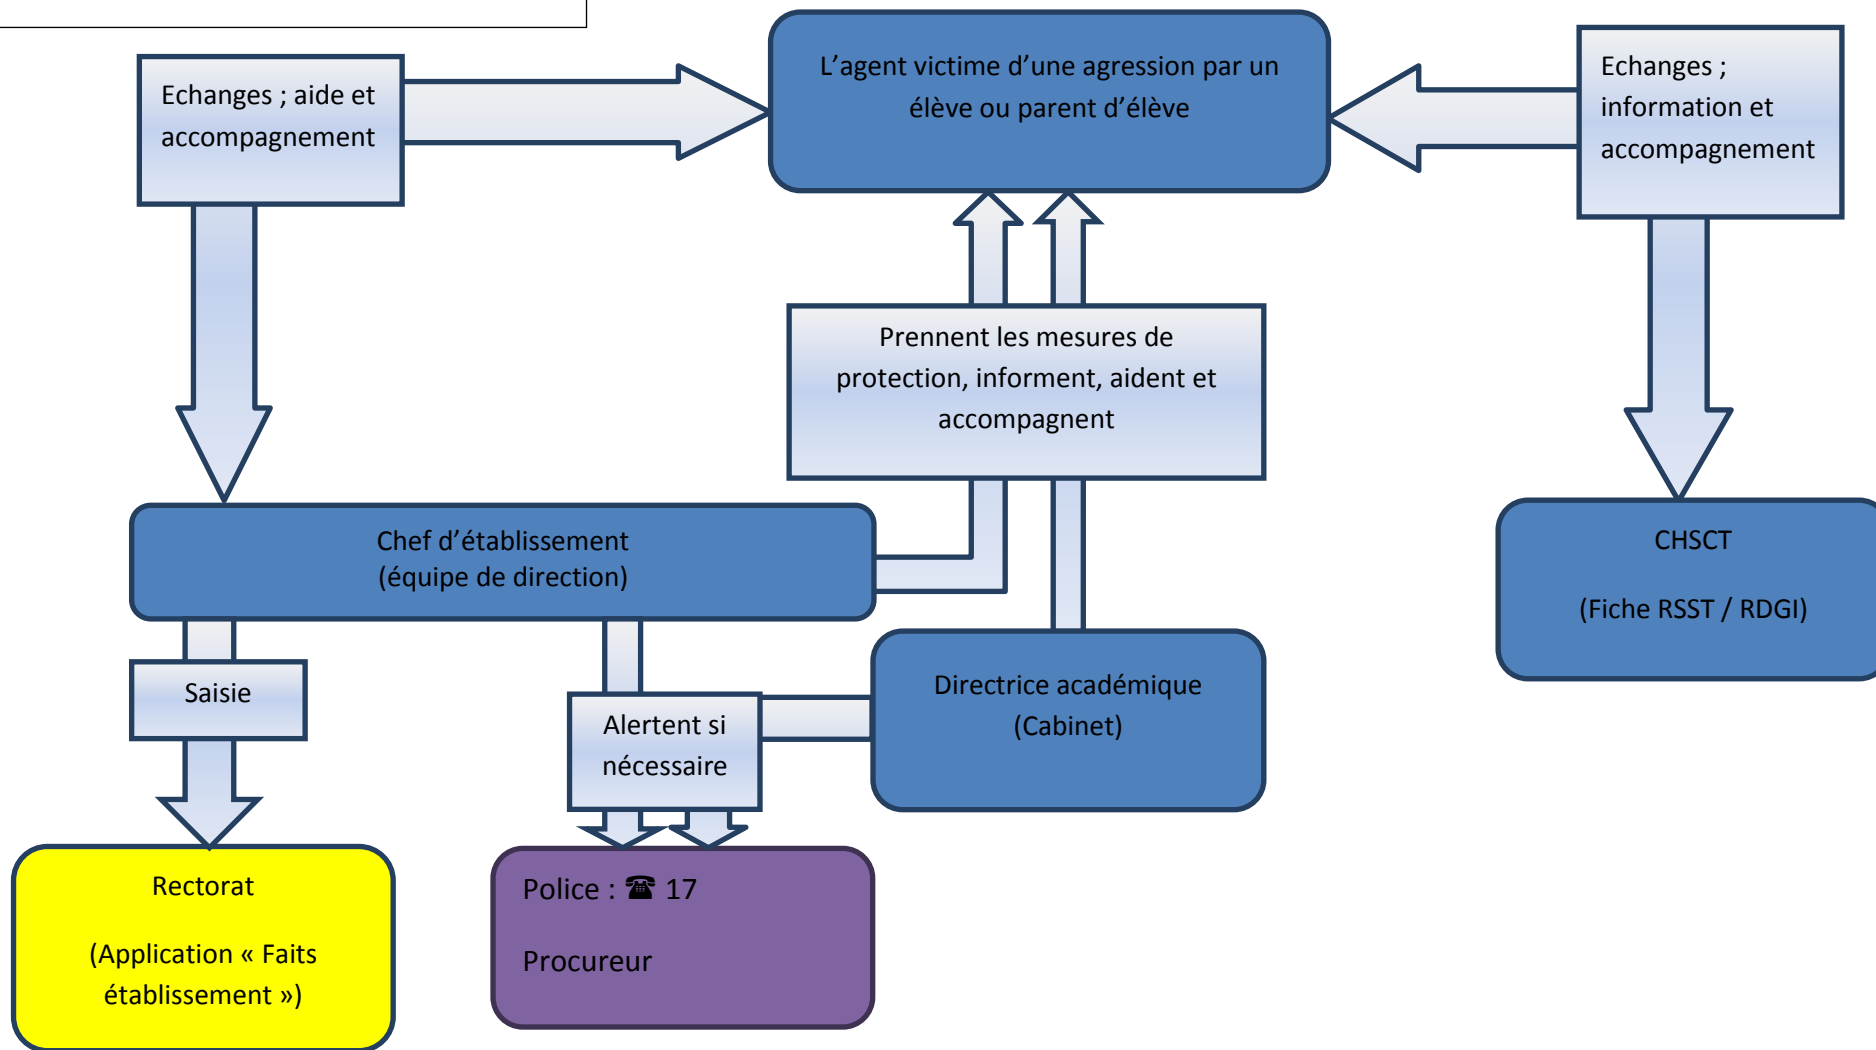 L’agent victime d’une agression par un
élève ou parent d’élève
Echanges ; aide et
accompagnement
Echanges ;
information et
accompagnement
Prennent les mesures de
protection, informent, aident et
accompagnent
Chef d’établissement
(équipe de direction)
CHSCT
(Fiche RSST / RDGI)
Saisie
Alertent si
nécessaire
Directrice académique
(Cabinet)
Rectorat
(Application « Faits
établissement »)
Police : ☎ 17
Procureur